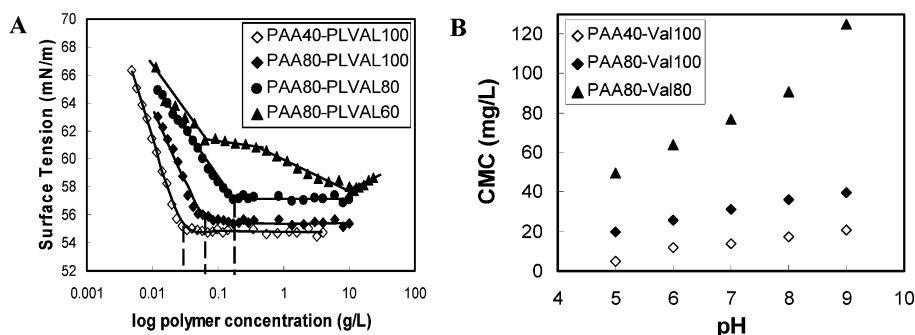 A
Surface Tension (mN/m)
70
68
66
64
62
60
58
56
54
52
0.001
0.01
0.1
1
10
100
log polymer concentration (g/L)
PAA40-PLVAL100
PAA80-PLVAL100
PAA80-PLVAL80
PAA80-PLVAL60
B
CMC (mg/L)
120
100
80
60
40
20
0
4
5
6
7
8
9
10
pH
PAA40-Val100
PAA80-Val100
PAA80-Val80